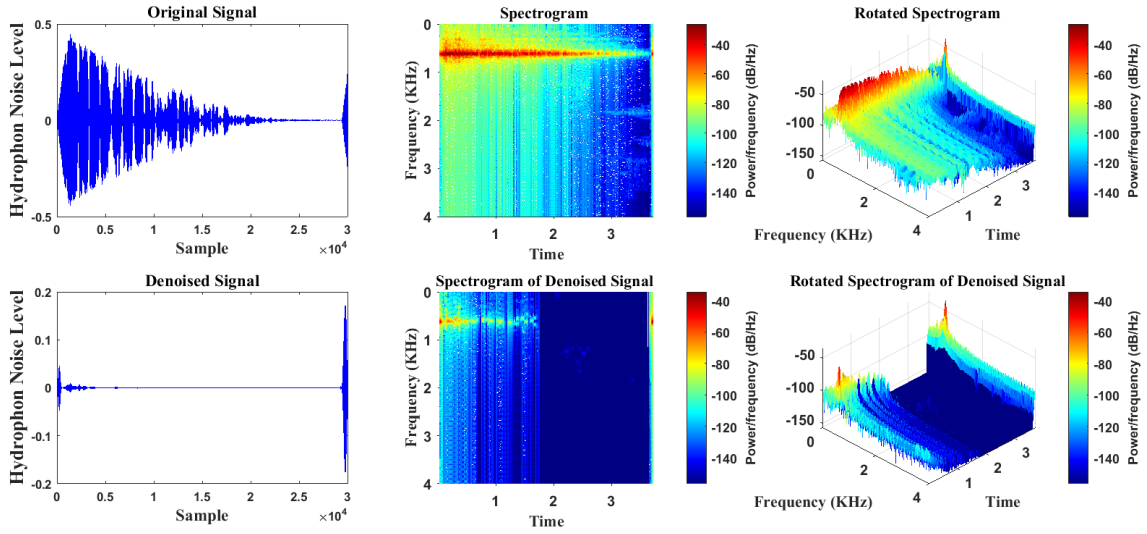 Original Signal
Hydrophon Noise Level
0.5
0
-0.5
0 0.5 1 1.5 2 2.5 3
×10⁴
Sample
Spectrogram
Frequency (KHz)
0
1
2
3
4
1 2 3
Time
-40
-60
-80
-100
-120
-140
Power/frequency (dB/Hz)
Rotated Spectrogram
-50
-100
-150
0 2 4
Frequency (KHz)
1 2 3
Time
-40
-60
-80
-100
-120
-140
Power/frequency (dB/Hz)
Denoised Signal
Hydrophon Noise Level
0.2
0.1
0
-0.1
-0.2
0 0.5 1 1.5 2 2.5 3
×10⁴
Sample
Spectrogram of Denoised Signal
Frequency (KHz)
0
1
2
3
4
1 2 3
Time
-40
-60
-80
-100
-120
-140
Power/frequency (dB/Hz)
Rotated Spectrogram of Denoised Signal
-50
-100
-150
0 2 4
Frequency (KHz)
1 2 3
Time
-40
-60
-80
-100
-120
-140
Power/frequency (dB/Hz)